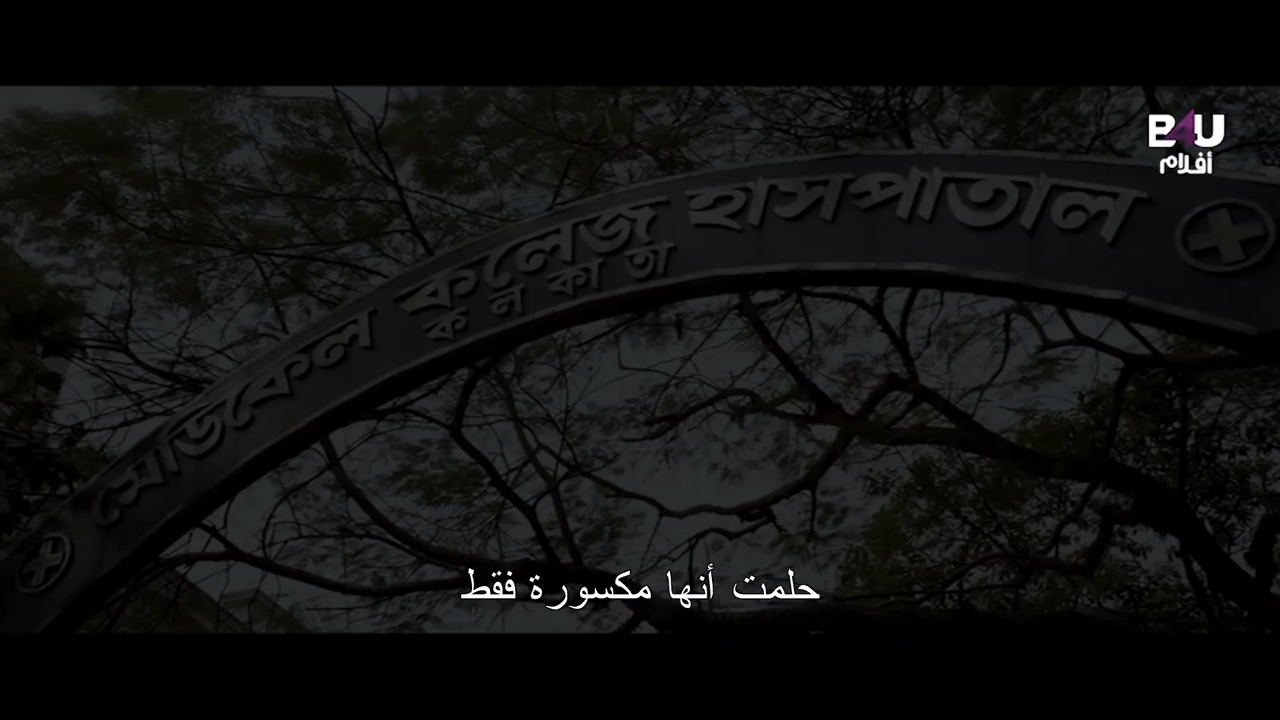 B4U
أفلام
মেডিকেল কলেজ হাসপাতাল
কলকাতা
حلمت أنها مكسورة فقط